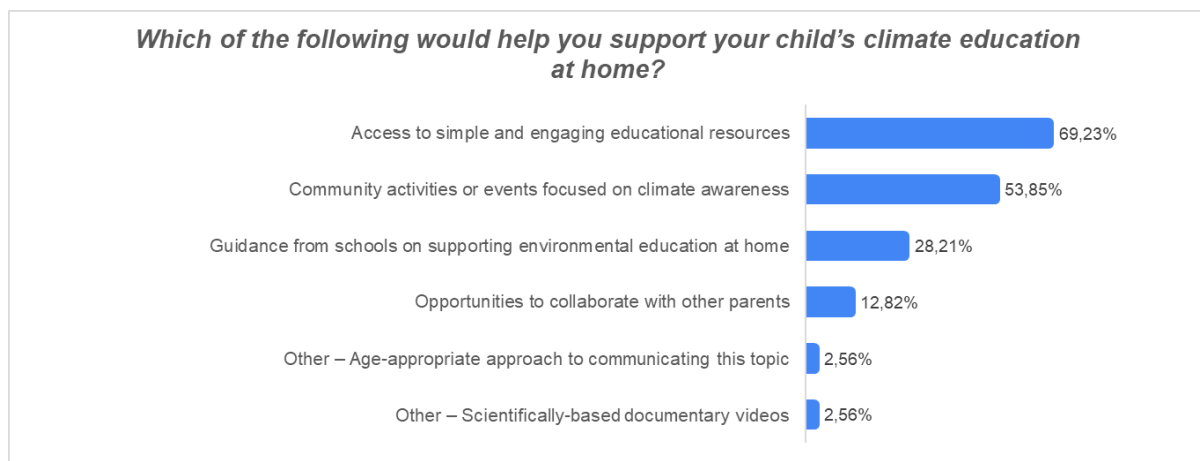 Which of the following would help you support your child’s climate education
at home?
Access to simple and engaging educational resources 69,23%
Community activities or events focused on climate awareness 53,85%
Guidance from schools on supporting environmental education at home 28,21%
Opportunities to collaborate with other parents 12,82%
Other – Age-appropriate approach to communicating this topic 2,56%
Other – Scientifically-based documentary videos 2,56%